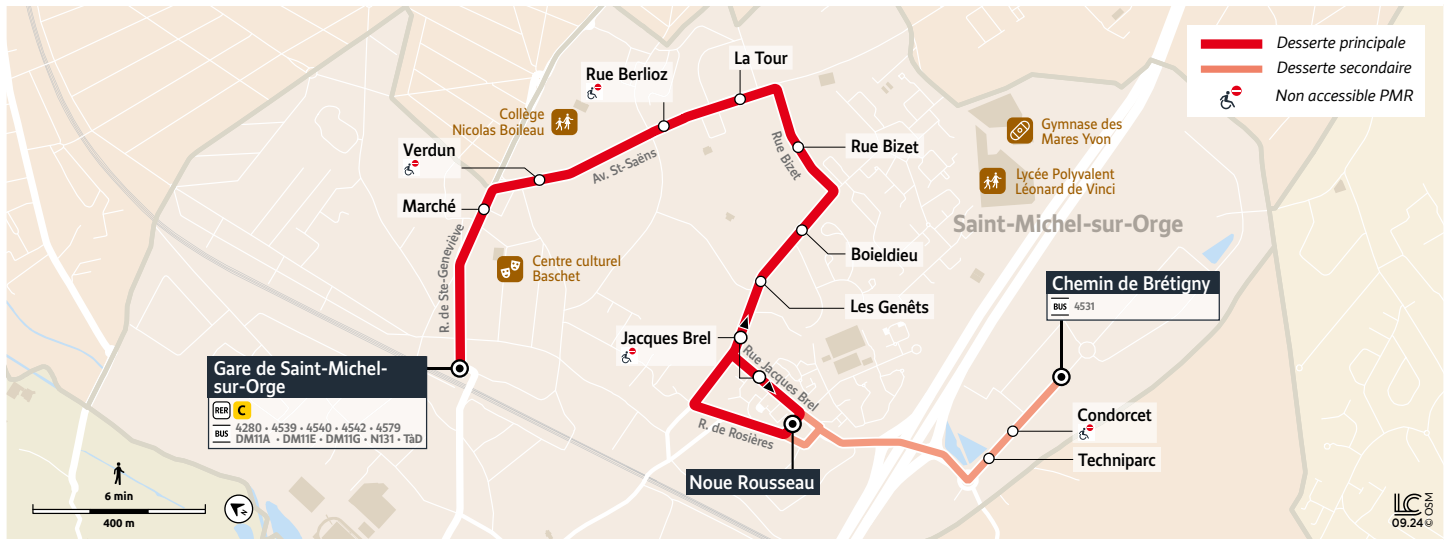 La Tour
Rue Berlioz
Collège
Nicolas Boileau
Verdun
Av. St-Saëns
Marché
R. de Ste-Geneviève
Centre culturel
Baschet
Rue Bizet
Rue Bizet
Boieldieu
Les Genêts
Jacques Brel
Rue Jacques Brel
R. de Rosières
Noue Rousseau
Gare de Saint-Michel-
sur-Orge
RER C
BUS 4280 • 4539 • 4540 • 4542 • 4579
DM11A • DM11E • DM11G • N131 • TàD
Desserte principale
Desserte secondaire
Non accessible PMR
Gymnase des
Mares Yvon
Lycée Polyvalent
Léonard de Vinci
Saint-Michel-sur-Orge
Chemin de Brétigny
BUS 4531
Condorcet
Techniparc
6 min
400 m
LC
09.24 © OSM